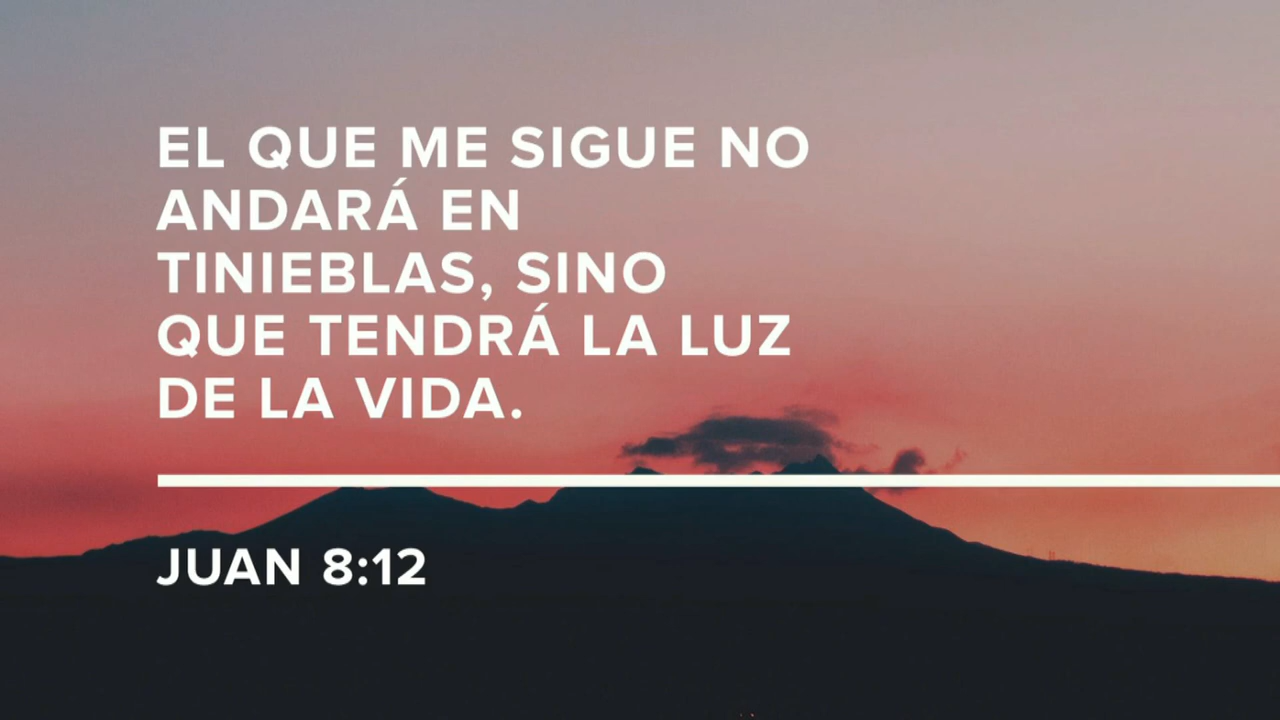 EL QUE ME SIGUE NO
ANDARÁ EN
TINIEBLAS, SINO
QUE TENDRÁ LA LUZ
DE LA VIDA.
JUAN 8:12